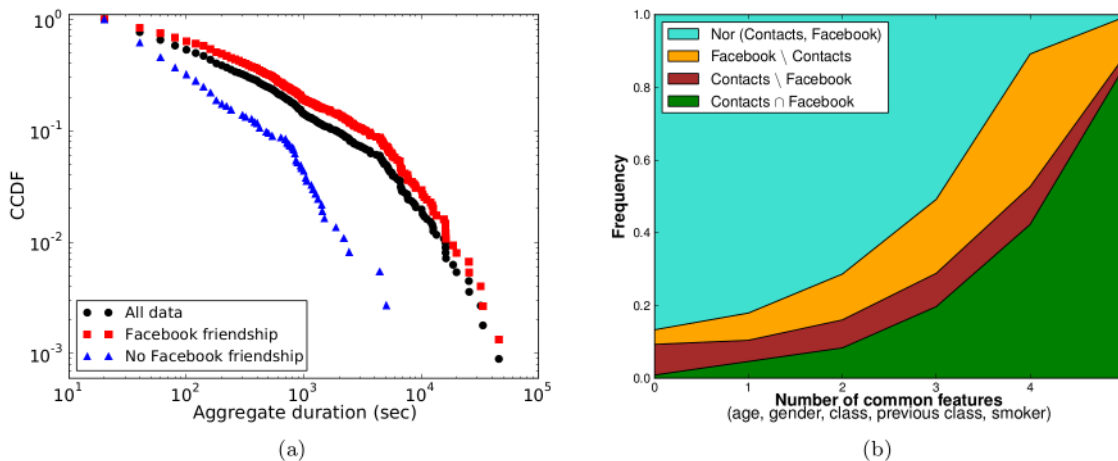 10^0
10^-1
10^-2
10^-3
CCDF
All data
Facebook friendship
No Facebook friendship
10^1 10^2 10^3 10^4 10^5
Aggregate duration (sec)
(a)
1.0
0.8
0.6
0.4
0.2
0.0
Frequency
Nor (Contacts, Facebook)
Facebook \ Contacts
Contacts \ Facebook
Contacts ∩ Facebook
0 1 2 3 4
Number of common features
(age, gender, class, previous class, smoker)
(b)